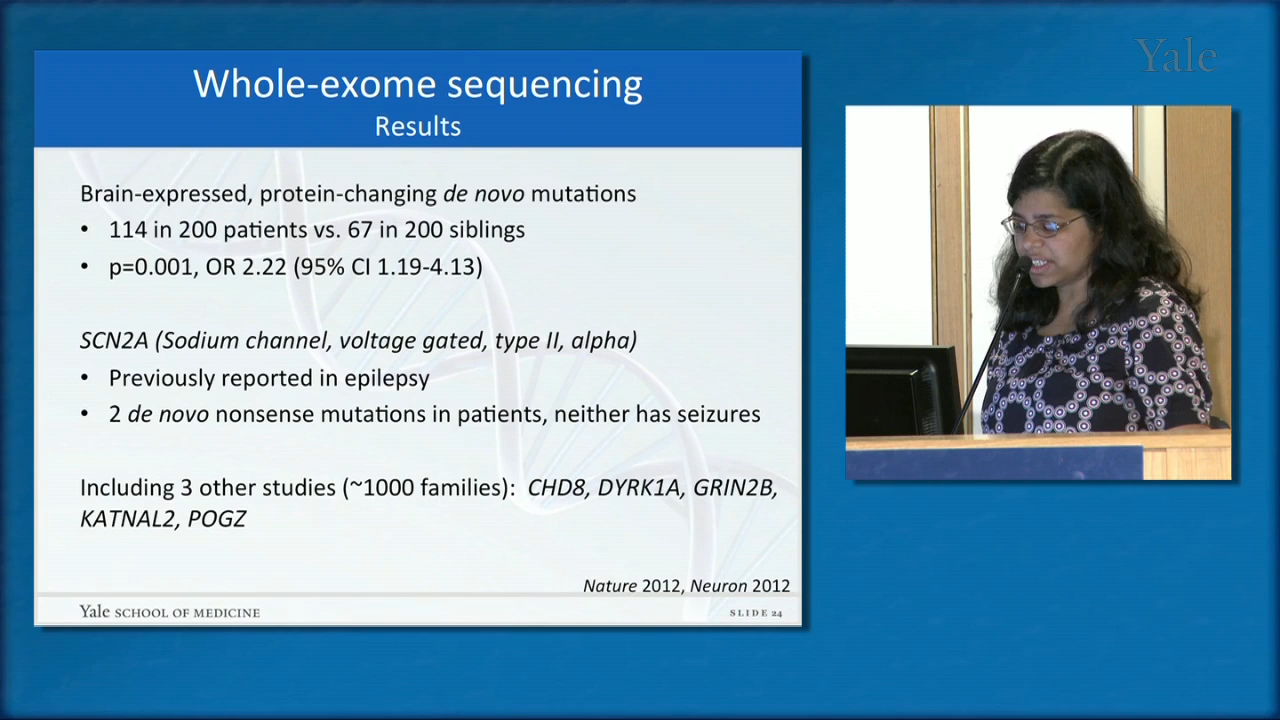 Yale
Whole-exome sequencing
Results
Brain-expressed, protein-changing de novo mutations
• 114 in 200 patients vs. 67 in 200 siblings
• p=0.001, OR 2.22 (95% CI 1.19-4.13)
SCN2A (Sodium channel, voltage gated, type II, alpha)
• Previously reported in epilepsy
• 2 de novo nonsense mutations in patients, neither has seizures
Including 3 other studies (~1000 families): CHD8, DYRK1A, GRIN2B,
KATNAL2, POGZ
Nature 2012, Neuron 2012
Yale SCHOOL OF MEDICINE
SLIDE 24